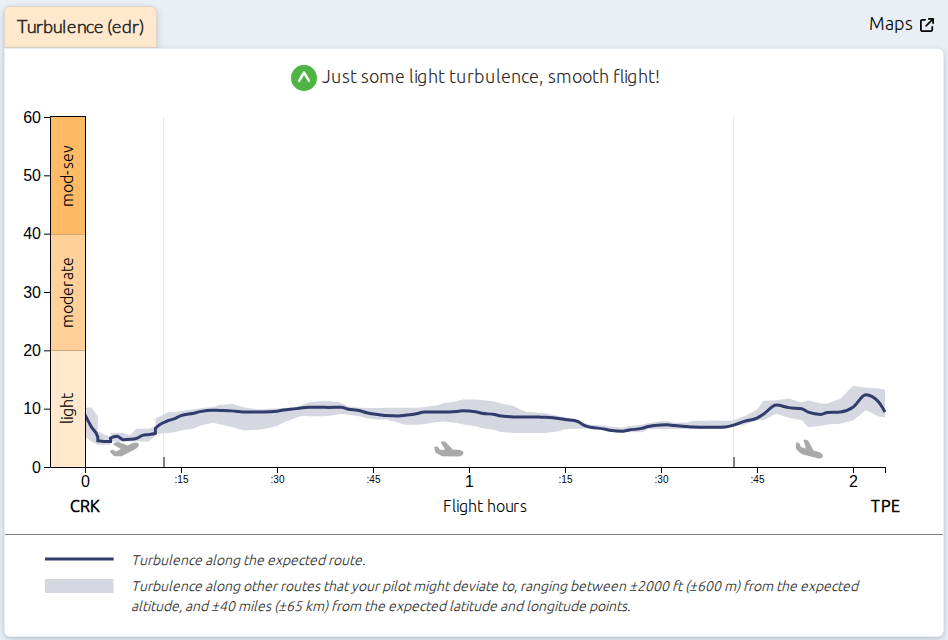 Turbulence (edr)
Maps
Just some light turbulence, smooth flight!
60
50
40
30
20
10
0
mod-sev
moderate
light
0
:15
:30
:45
1
:15
:30
:45
2
CRK
Flight hours
TPE
Turbulence along the expected route.
Turbulence along other routes that your pilot might deviate to, ranging between ±2000 ft (±600 m) from the expected
altitude, and ±40 miles (±65 km) from the expected latitude and longitude points.